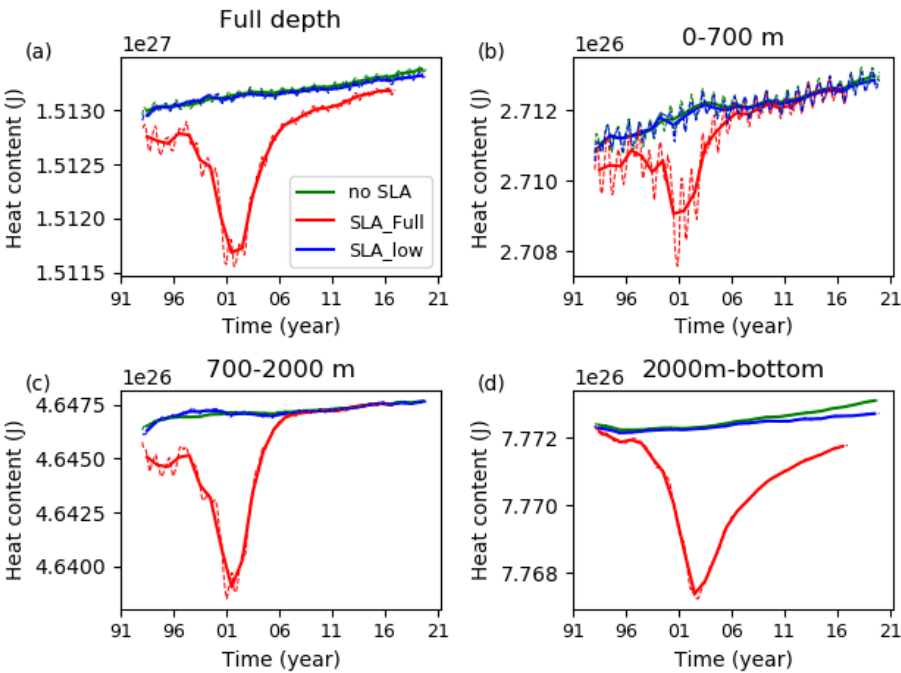 Full depth
(a)
1e27
Heat content (J)
1.5130
1.5125
1.5120
1.5115
no SLA
SLA_Full
SLA_low
91 96 01 06 11 16 21
Time (year)
0-700 m
(b)
1e26
Heat content (J)
2.712
2.710
2.708
91 96 01 06 11 16 21
Time (year)
700-2000 m
(c)
1e26
Heat content (J)
4.6475
4.6450
4.6425
4.6400
91 96 01 06 11 16 21
Time (year)
2000m-bottom
(d)
1e26
Heat content (J)
7.772
7.770
7.768
91 96 01 06 11 16 21
Time (year)